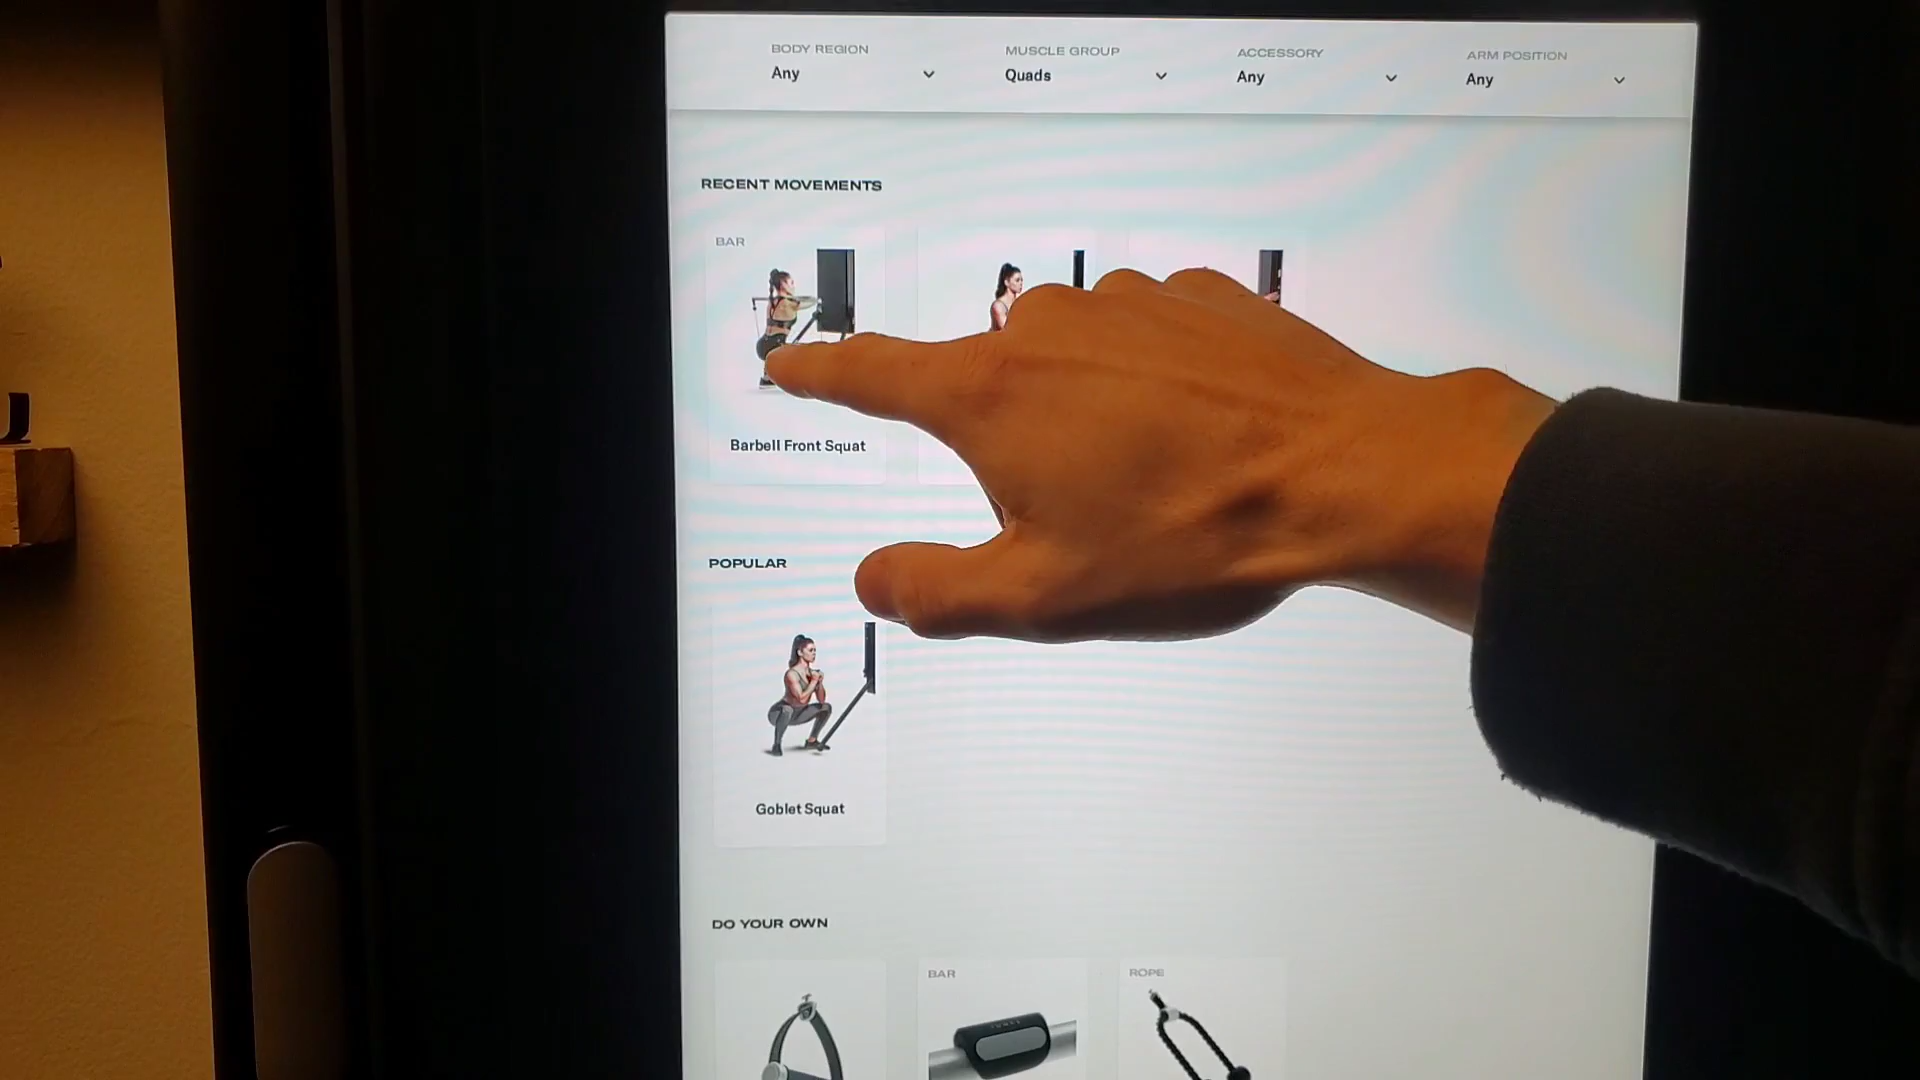 BODY REGION
Any
MUSCLE GROUP
Quads
ACCESSORY
Any
ARM POSITION
Any
RECENT MOVEMENTS
BAR
Barbell Front Squat
POPULAR
Goblet Squat
DO YOUR OWN
BAR
ROPE